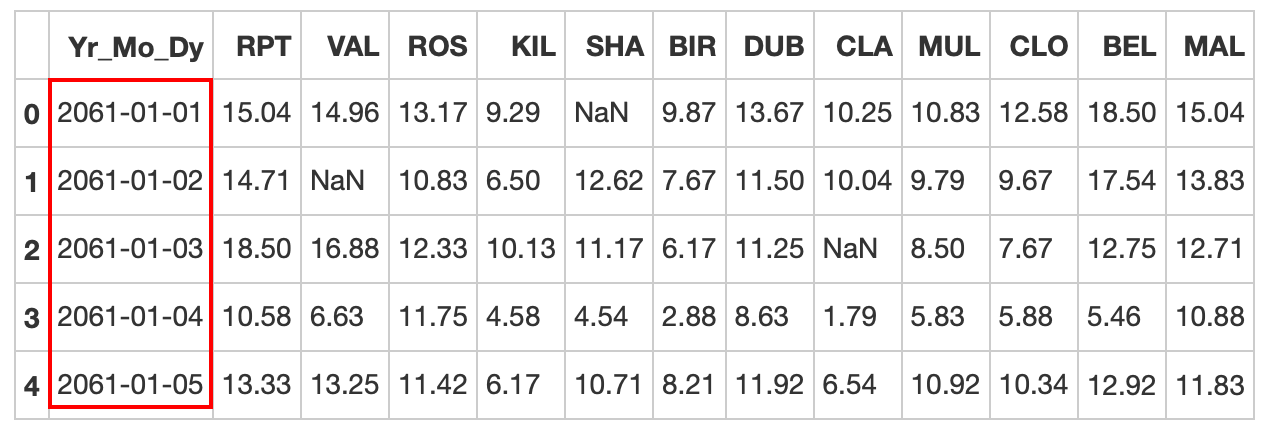 Yr_Mo_Dy RPT VAL ROS KIL SHA BIR DUB CLA MUL CLO BEL MAL
0 2061-01-01 15.04 14.96 13.17 9.29 NaN 9.87 13.67 10.25 10.83 12.58 18.50 15.04
1 2061-01-02 14.71 NaN 10.83 6.50 12.62 7.67 11.50 10.04 9.79 9.67 17.54 13.83
2 2061-01-03 18.50 16.88 12.33 10.13 11.17 6.17 11.25 NaN 8.50 7.67 12.75 12.71
3 2061-01-04 10.58 6.63 11.75 4.58 4.54 2.88 8.63 1.79 5.83 5.88 5.46 10.88
4 2061-01-05 13.33 13.25 11.42 6.17 10.71 8.21 11.92 6.54 10.92 10.34 12.92 11.83